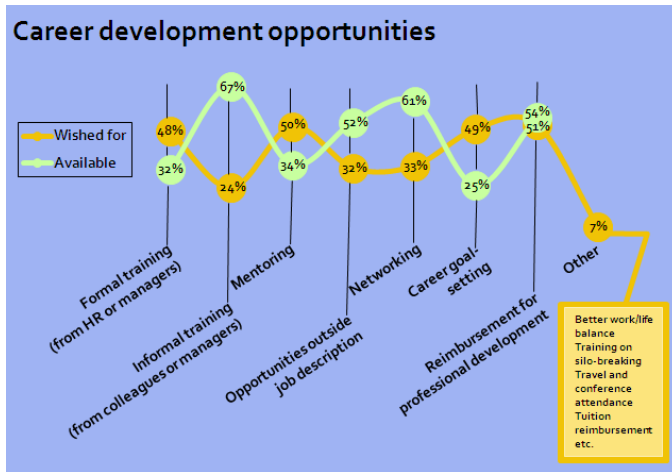 Career development opportunities
Wished for
Available
48%
32%
67%
24%
50%
34%
52%
32%
61%
33%
49%
25%
54%
51%
7%
Formal training
(from HR or managers)
Informal training
(from colleagues or managers)
Mentoring
Opportunities outside
job description
Networking
Career goal-
setting
Reimbursement for
professional development
Other
Better work/life
balance
Training on
silo-breaking
Travel and
conference
attendance
Tuition
reimbursement
etc.